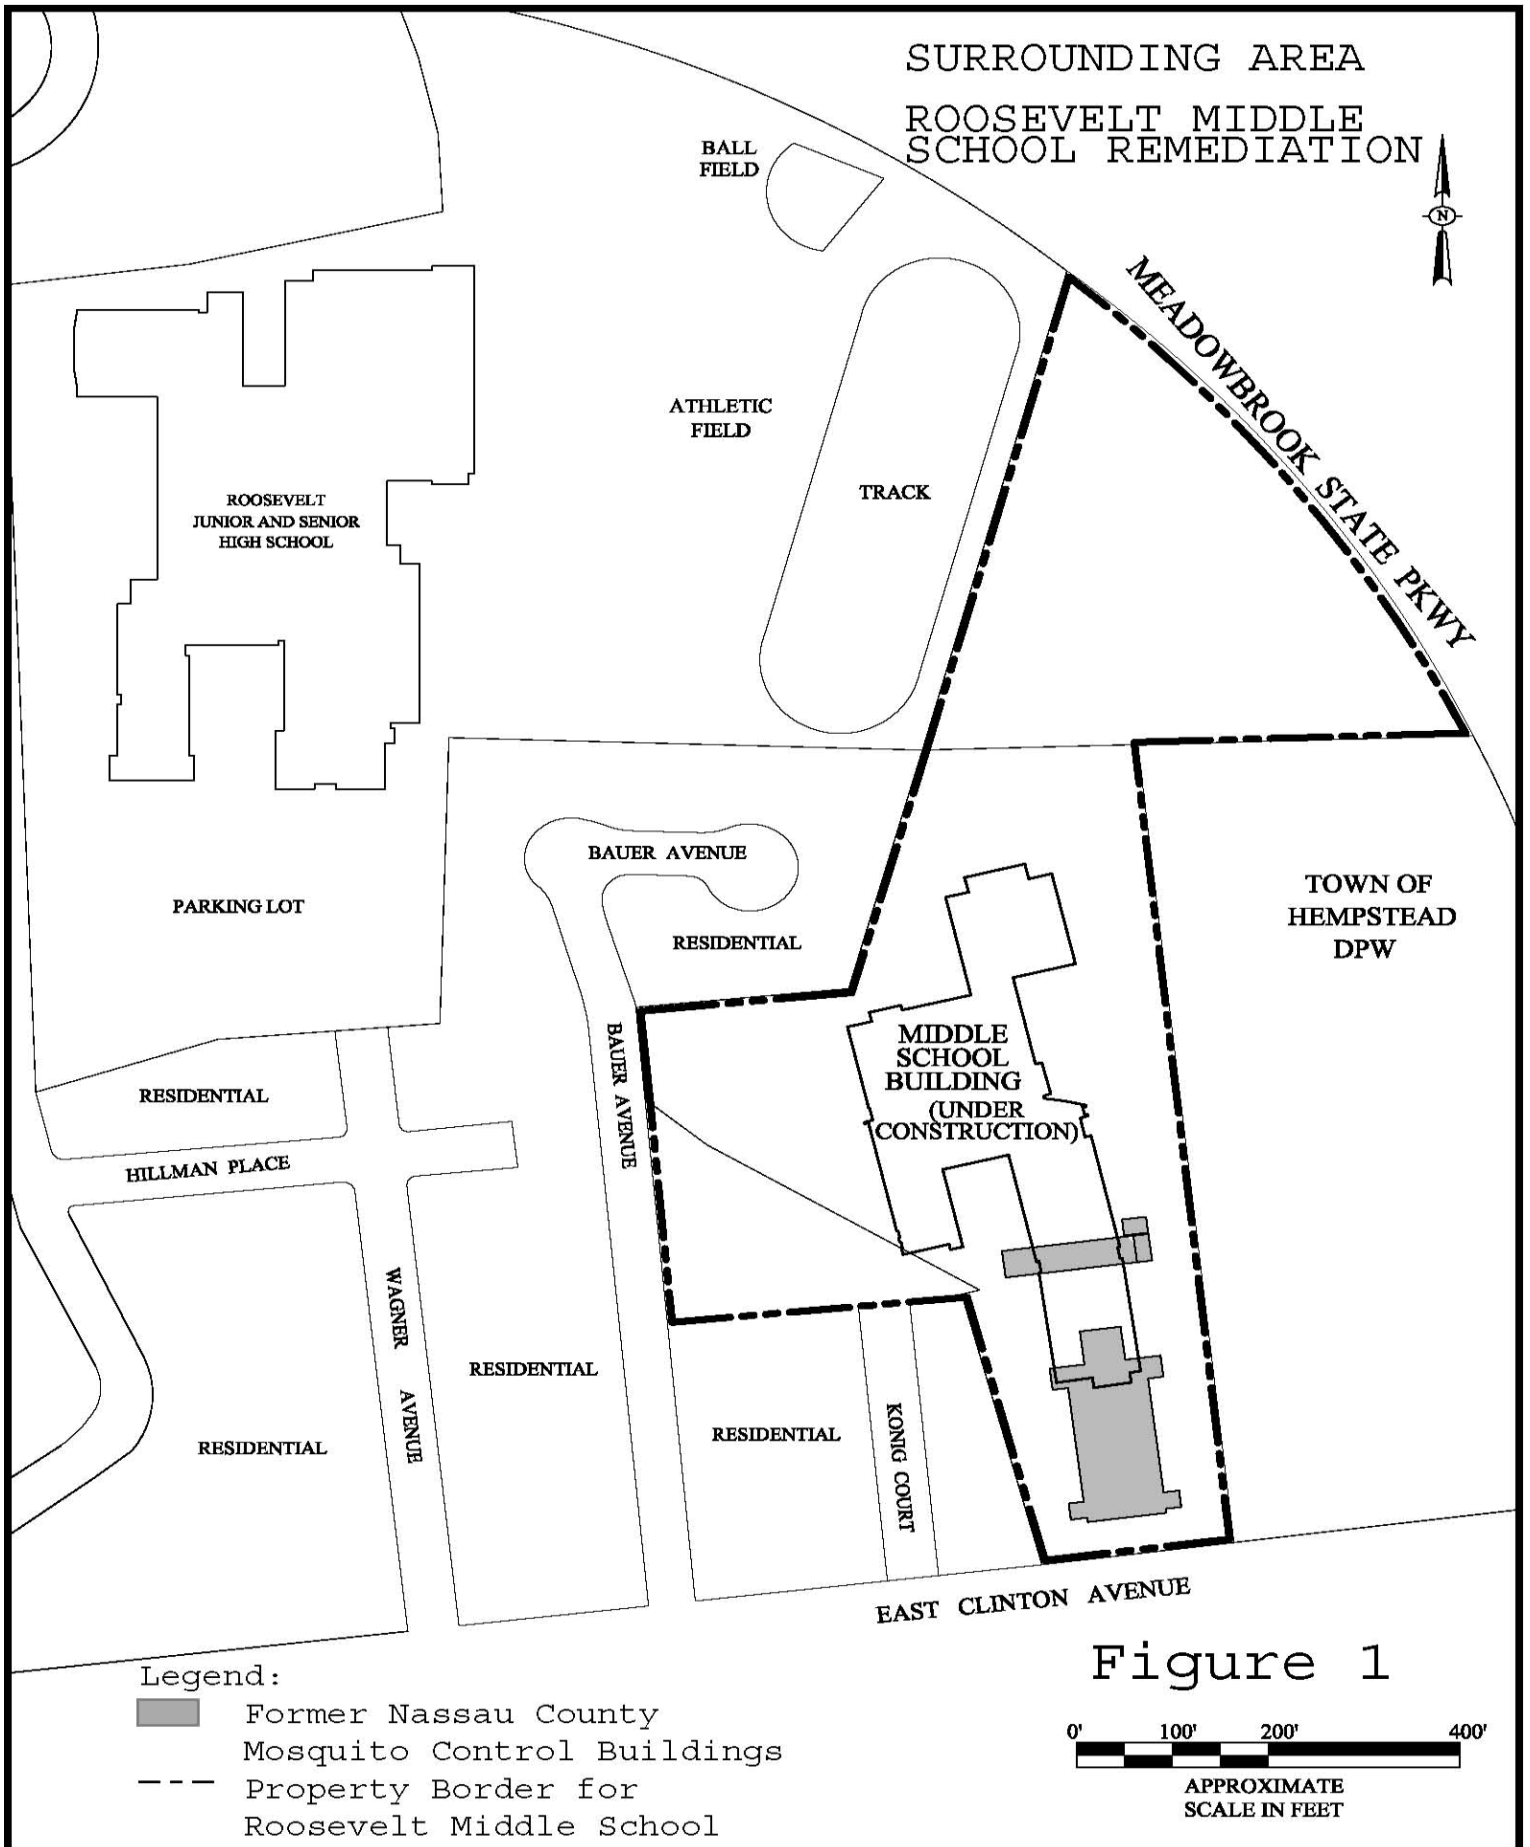 SURROUNDING AREA
ROOSEVELT MIDDLE
SCHOOL REMEDIATION
N
BALL
FIELD
MEADOWBROOK STATE PKWY
ATHLETIC
FIELD
TRACK
ROOSEVELT
JUNIOR AND SENIOR
HIGH SCHOOL
BAUER AVENUE
PARKING LOT
RESIDENTIAL
TOWN OF
HEMPSTEAD
DPW
BAUER AVENUE
MIDDLE
SCHOOL
BUILDING
(UNDER
CONSTRUCTION)
RESIDENTIAL
HILLMAN PLACE
WAGNER AVENUE
RESIDENTIAL
RESIDENTIAL
RESIDENTIAL
KONIG COURT
EAST CLINTON AVENUE
Figure 1
Legend:
Former Nassau County
Mosquito Control Buildings
Property Border for
Roosevelt Middle School
0' 100' 200' 400'
APPROXIMATE
SCALE IN FEET